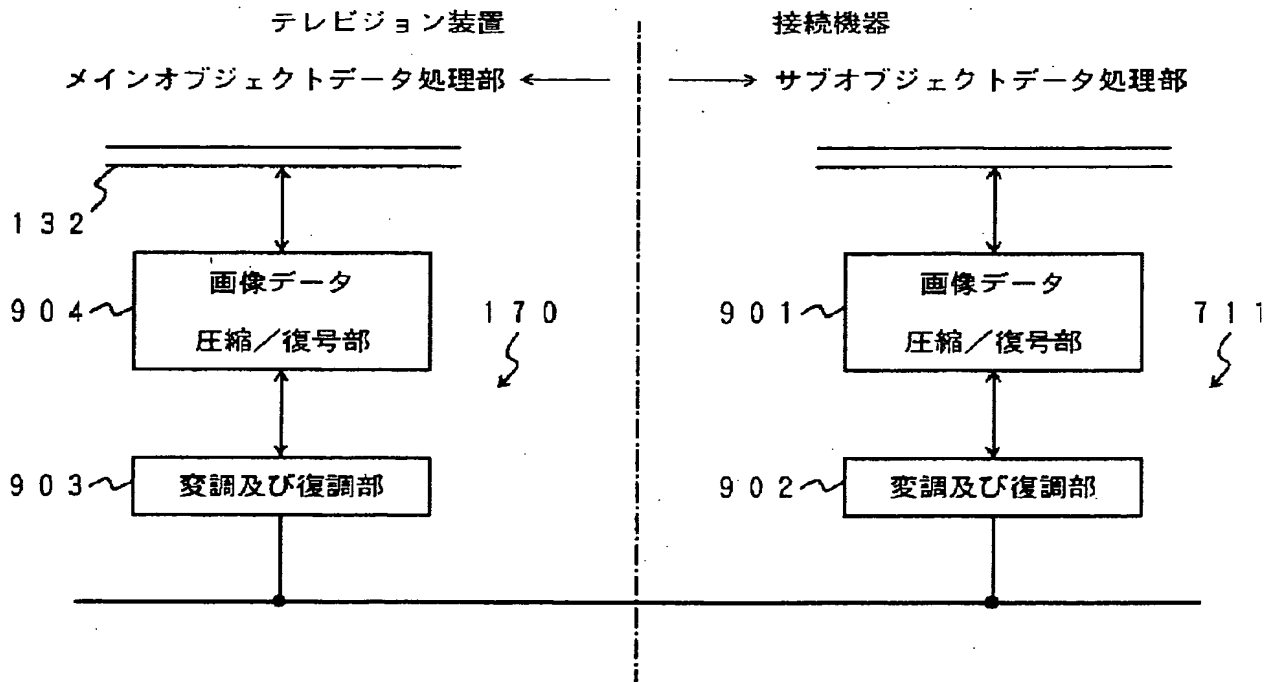 テレビジョン装置
接続機器
メインオブジェクトデータ処理部
サブオブジェクトデータ処理部
132
904
画像データ
圧縮／復号部
170
901
画像データ
圧縮／復号部
711
903
変調及び復調部
902
変調及び復調部